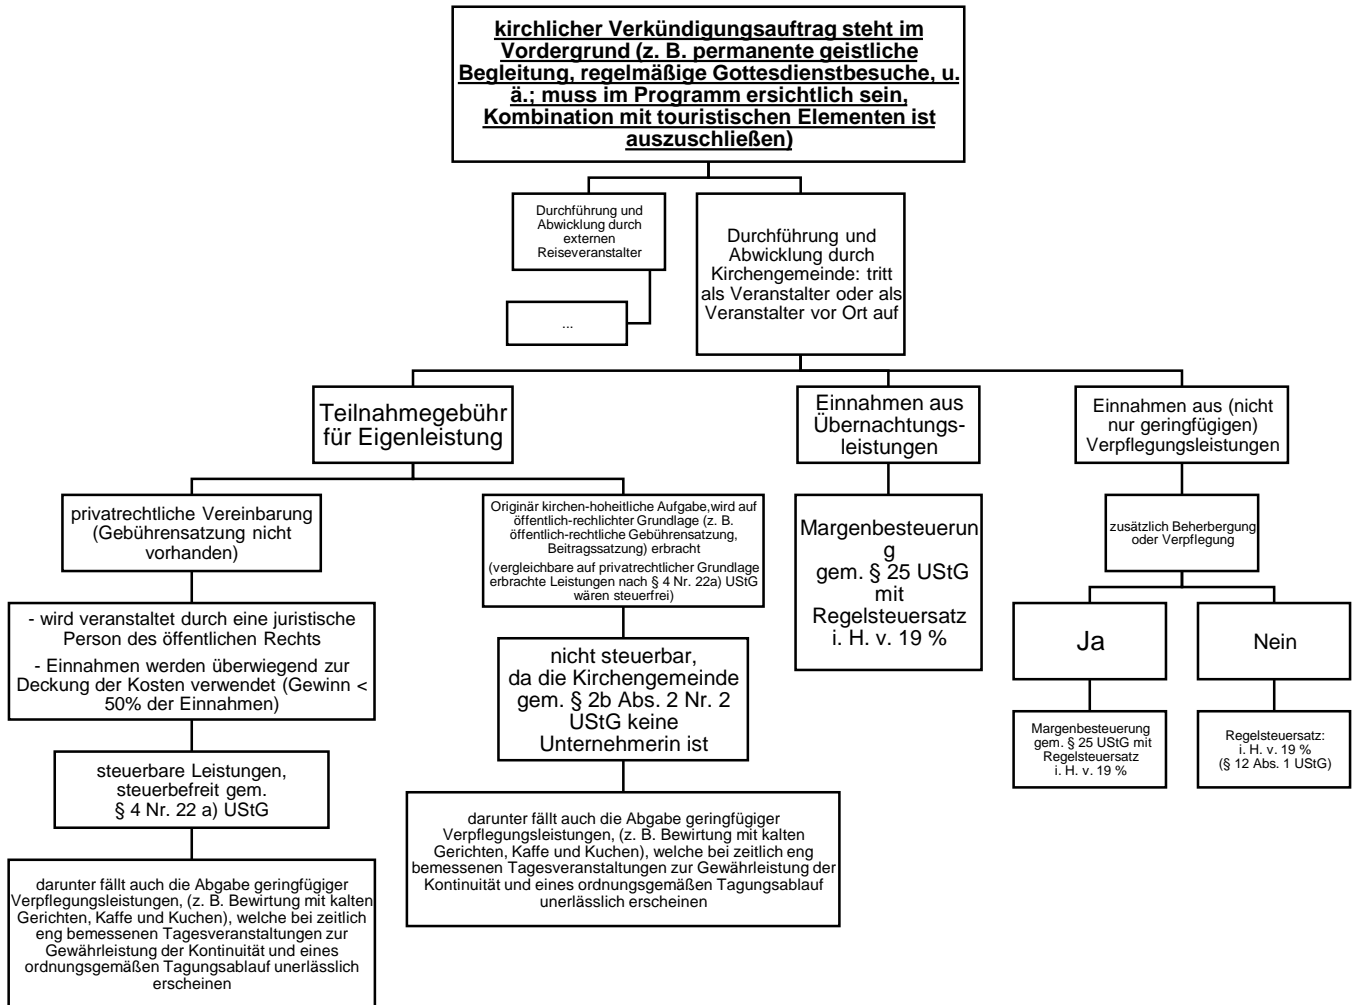 kirchlicher Verkündigungsauftrag steht im
Vordergrund (z. B. permanente geistliche
Begleitung, regelmäßige Gottesdienstbesuche, u.
ä.; muss im Programm ersichtlich sein,
Kombination mit touristischen Elementen ist
auszuschließen)
Durchführung und
Abwicklung durch
externen
Reiseveranstalter
...
Durchführung und
Abwicklung durch
Kirchengemeinde: tritt
als Veranstalter oder als
Veranstalter vor Ort auf
Teilnahmegebühr
für Eigenleistung
privatrechtliche Vereinbarung
(Gebührensatzung nicht
vorhanden)
- wird veranstaltet durch eine juristische
Person des öffentlichen Rechts
- Einnahmen werden überwiegend zur
Deckung der Kosten verwendet (Gewinn <
50% der Einnahmen)
steuerbare Leistungen,
steuerbefreit gem.
§ 4 Nr. 22 a) UStG
darunter fällt auch die Abgabe geringfügiger
Verpflegungsleistungen, (z. B. Bewirtung mit kalten
Gerichten, Kaffe und Kuchen), welche bei zeitlich
eng bemessenen Tagesveranstaltungen zur
Gewährleistung der Kontinuität und eines
ordnungsgemäßen Tagungsablauf unerlässlich
erscheinen
Originär kirchen-hoheitliche Aufgabe,wird auf
öffentlich-rechlichter Grundlage (z. B.
öffentlich-rechtliche Gebührensatzung,
Beitragssatzung) erbracht
(vergleichbare auf privatrechtlicher Grundlage
erbrachte Leistungen nach § 4 Nr. 22a) UStG
wären steuerfrei)
nicht steuerbar,
da die Kirchengemeinde
gem. § 2b Abs. 2 Nr. 2
UStG keine
Unternehmerin ist
darunter fällt auch die Abgabe geringfügiger
Verpflegungsleistungen, (z. B. Bewirtung mit kalten
Gerichten, Kaffe und Kuchen), welche bei zeitlich eng
bemessenen Tagesveranstaltungen zur Gewährleistung der
Kontinuität und eines ordnungsgemäßen Tagungsablauf
unerlässlich erscheinen
Einnahmen aus
Übernachtungs-
leistungen
Margenbesteuerun
g
gem. § 25 UStG
mit
Regelsteuersatz
i. H. v. 19 %
Einnahmen aus (nicht
nur geringfügigen)
Verpflegungsleistungen
zusätzlich Beherbergung
oder Verpflegung
Ja
Margenbesteuerung
gem. § 25 UStG mit
Regelsteuersatz
i. H. v. 19 %
Nein
Regelsteuersatz:
i. H. v. 19 %
(§ 12 Abs. 1 UStG)